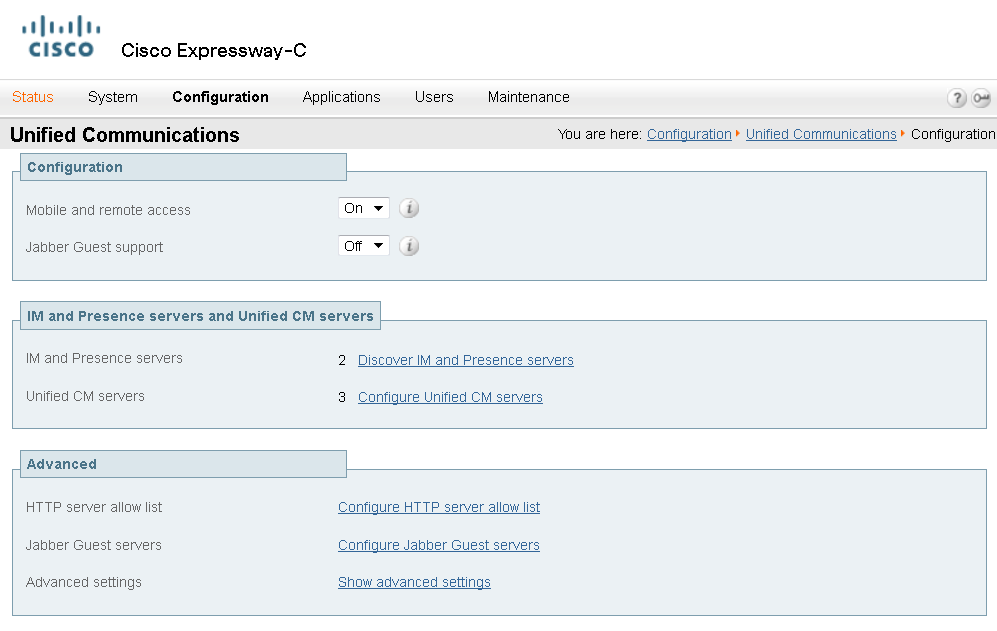 CISCO Cisco Expressway-C
Status System Configuration Applications Users Maintenance ?
Unified Communications You are here: Configuration Unified Communications Configuration
Configuration
Mobile and remote access On i
Jabber Guest support Off i
IM and Presence servers and Unified CM servers
IM and Presence servers 2 Discover IM and Presence servers
Unified CM servers 3 Configure Unified CM servers
Advanced
HTTP server allow list Configure HTTP server allow list
Jabber Guest servers Configure Jabber Guest servers
Advanced settings Show advanced settings